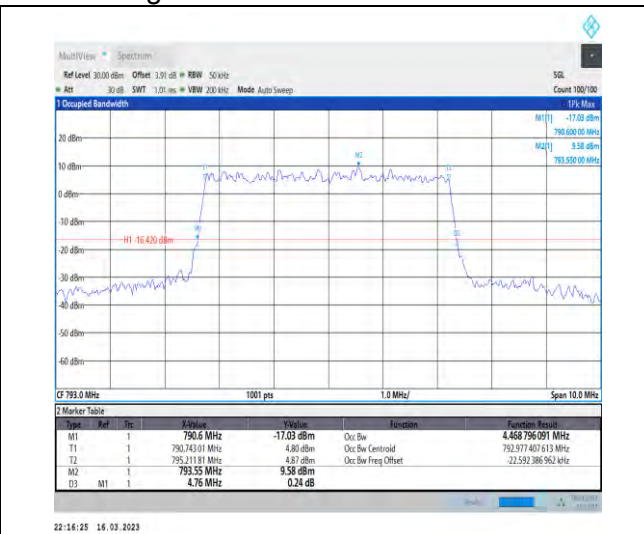 MultiView Spectrum
Ref Level 30.00 dBm Offset 3.91 dB RBW 50 kHz SGL
Att 30 dB SWT 1.01 ms VBW 200 kHz Mode Auto Sweep Count 100/100
1 Occupied Bandwidth 1Pk Max
M1[1] -17.03 dBm
790.600 00 MHz
M2[1] 9.58 dBm
793.550 00 MHz
20 dBm
M2
10 dBm
T1 T2
0 dBm
-10 dBm
M1 D3
H1 -16.420 dBm
-20 dBm
-30 dBm
-40 dBm
-50 dBm
-60 dBm
CF 793.0 MHz 1001 pts 1.0 MHz/ Span 10.0 MHz
2 Marker Table
Type Ref Trc X-Value Y-Value Function Function Result
M1 1 790.6 MHz -17.03 dBm Occ Bw 4.468 796 091 MHz
T1 1 790.743 01 MHz 4.80 dBm Occ Bw Centroid 792.977 407 613 MHz
T2 1 795.211 81 MHz 4.87 dBm Occ Bw Freq Offset -22.592 386 962 kHz
M2 1 793.55 MHz 9.58 dBm
D3 M1 1 4.76 MHz 0.24 dB
22:16:25 16.03.2023